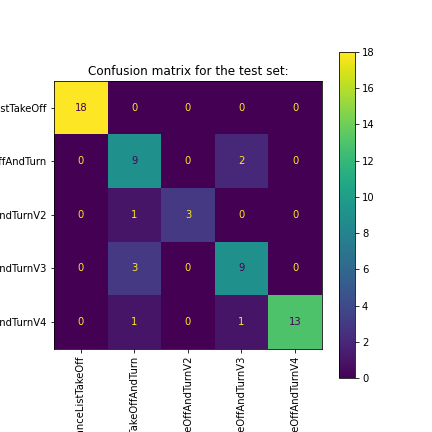 Confusion matrix for the test set:
stTakeOff 18 0 0 0 0
ffAndTurn 0 9 0 2 0
ndTurnV2 0 1 3 0 0
ndTurnV3 0 3 0 9 0
ndTurnV4 0 1 0 1 13
anceListTakeOff
TakeOffAndTurn
eOffAndTurnV2
eOffAndTurnV3
eOffAndTurnV4
18
16
14
12
10
8
6
4
2
0